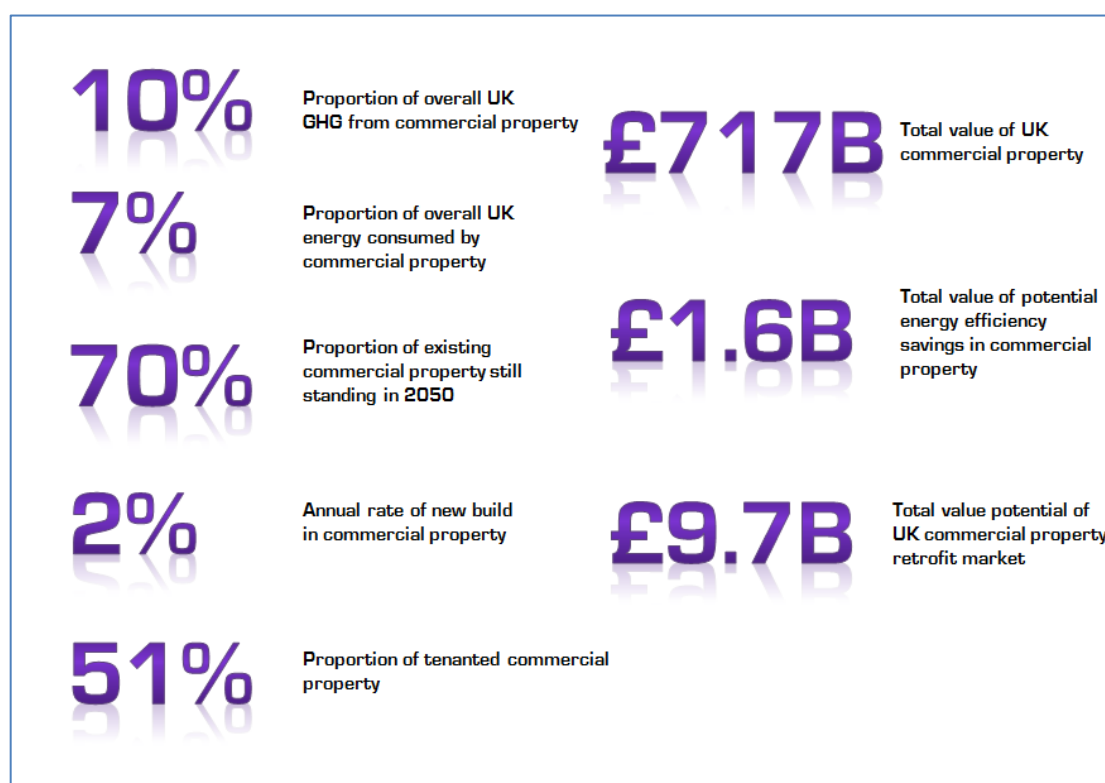 10%
Proportion of overall UK
GHG from commercial property
7%
Proportion of overall UK
energy consumed by
commercial property
70%
Proportion of existing
commercial property still
standing in 2050
2%
Annual rate of new build
in commercial property
51%
Proportion of tenanted commercial
property
£717B
Total value of UK
commercial property
£1.6B
Total value of potential
energy efficiency
savings in commercial
property
£9.7B
Total value potential of
UK commercial property
retrofit market